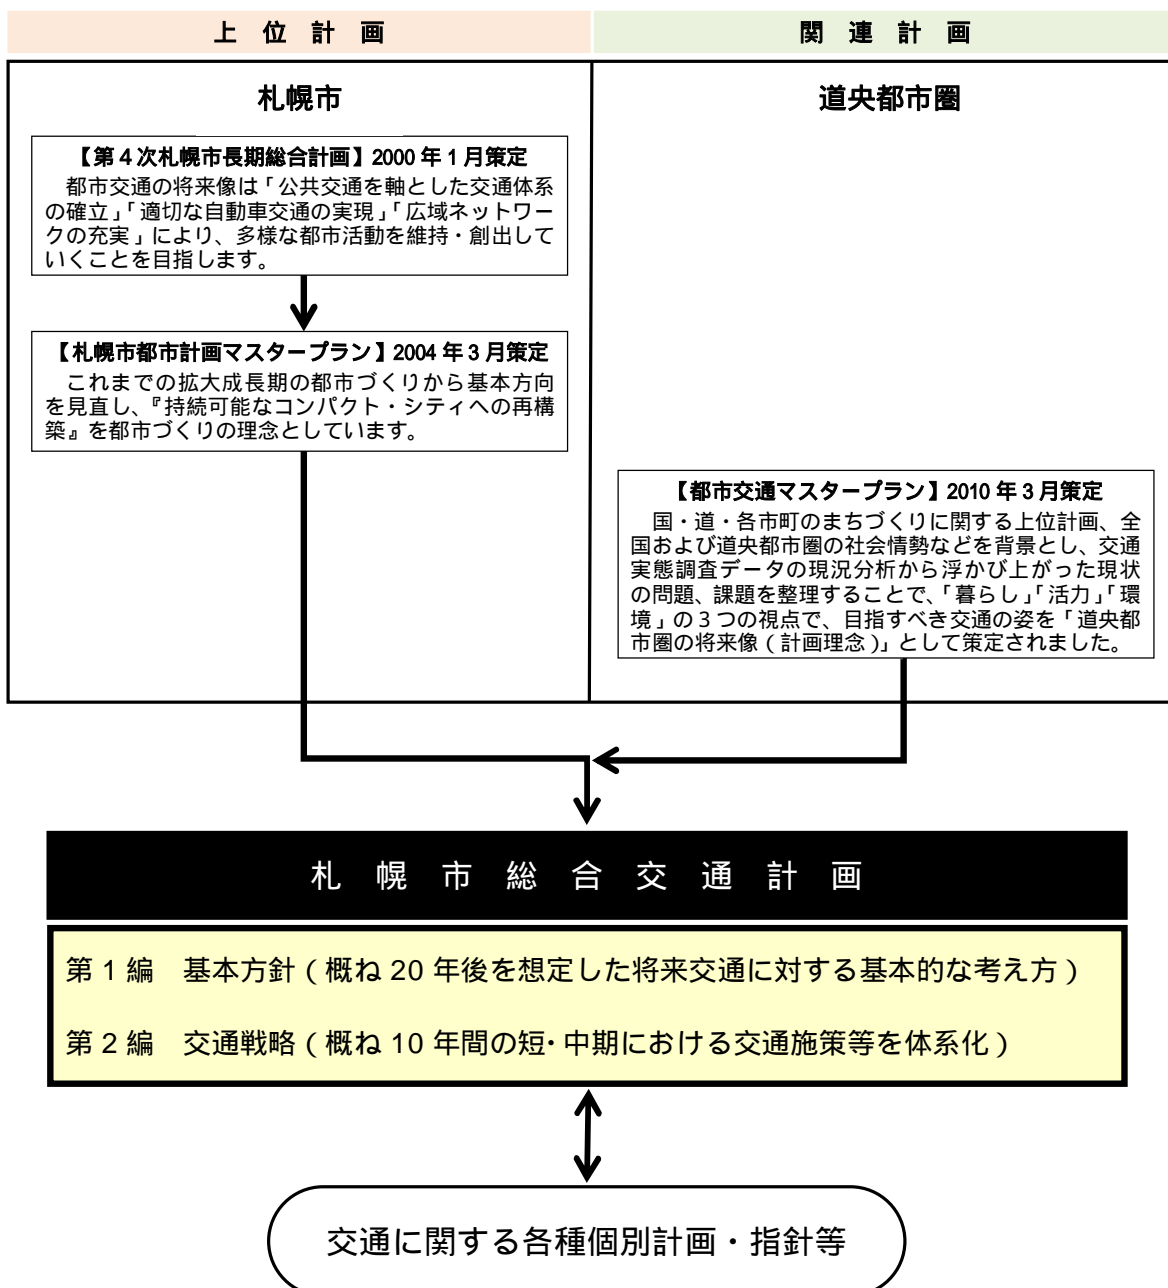 上位計画
関連計画
札幌市
道央都市圏
【第4次札幌市長期総合計画】2000年1月策定
都市交通の将来像は「公共交通を軸とした交通体系
の確立」「適切な自動車交通の実現」「広域ネットワー
クの充実」により、多様な都市活動を維持・創出して
いくことを目指します。
【札幌市都市計画マスタープラン】2004年3月策定
これまでの拡大成長期の都市づくりから基本方向
を見直し、『持続可能なコンパクト・シティへの再構
築』を都市づくりの理念としています。
【都市交通マスタープラン】2010年3月策定
国・道・各市町のまちづくりに関する上位計画、全
国および道央都市圏の社会情勢などを背景とし、交通
実態調査データの現況分析から浮かび上がった現状
の問題、課題を整理することで、「暮らし」「活力」「環
境」の3つの視点で、目指すべき交通の姿を「道央都
市圏の将来像（計画理念）」として策定されました。
札幌市総合交通計画
第1編　基本方針（概ね20年後を想定した将来交通に対する基本的な考え方）
第2編　交通戦略（概ね10年間の短・中期における交通施策等を体系化）
交通に関する各種個別計画・指針等